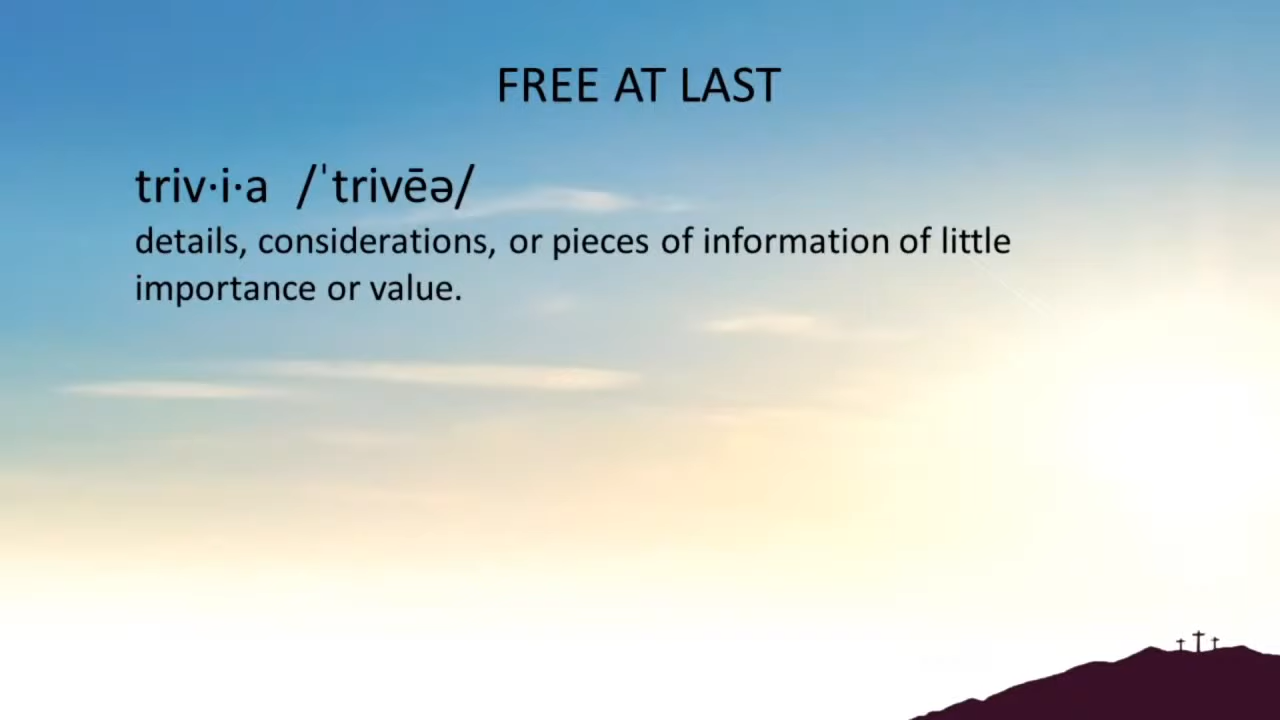 FREE AT LAST
triv·i·a /ˈtrivēə/
details, considerations, or pieces of information of little
importance or value.